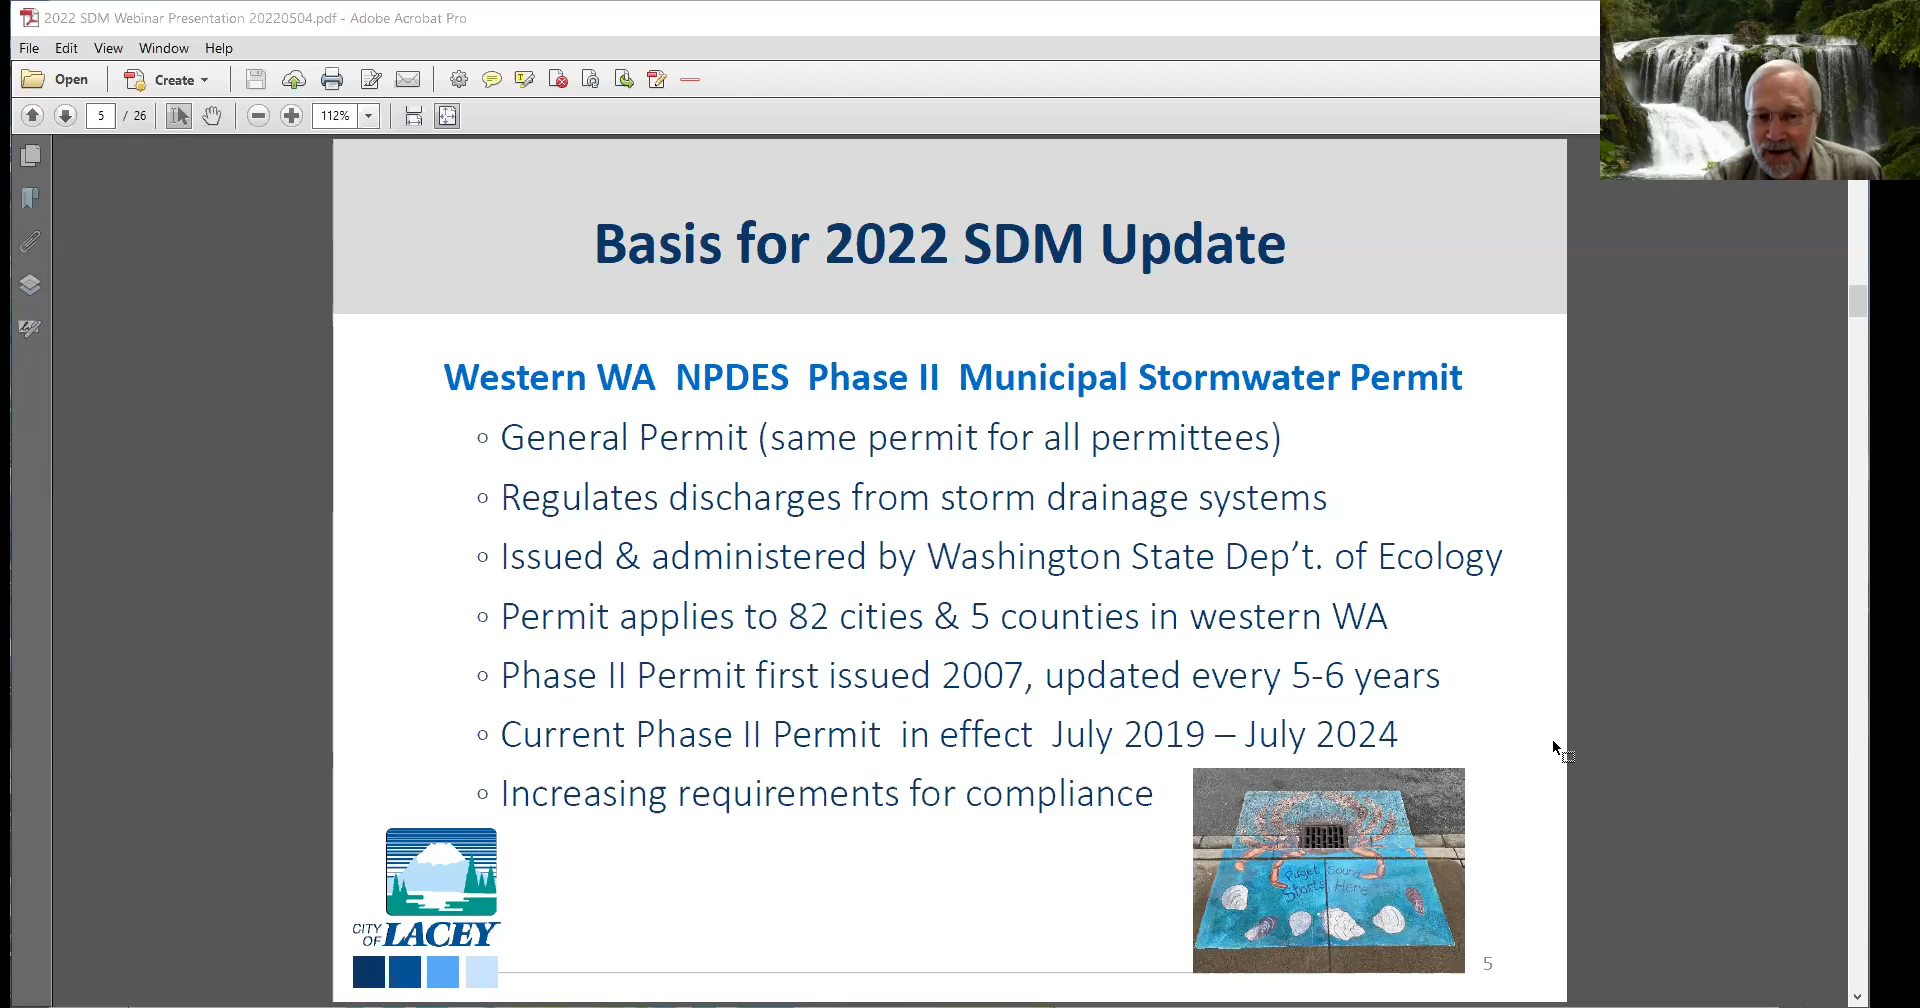 2022 SDM Webinar Presentation 20220504.pdf - Adobe Acrobat Pro
File Edit View Window Help
Open Create
5 / 26 112%
Basis for 2022 SDM Update
Western WA NPDES Phase II Municipal Stormwater Permit
General Permit (same permit for all permittees)
Regulates discharges from storm drainage systems
Issued & administered by Washington State Dep’t. of Ecology
Permit applies to 82 cities & 5 counties in western WA
Phase II Permit first issued 2007, updated every 5-6 years
Current Phase II Permit in effect July 2019 – July 2024
Increasing requirements for compliance
Puget Sound
Starts Here
CITY
OF LACEY
5